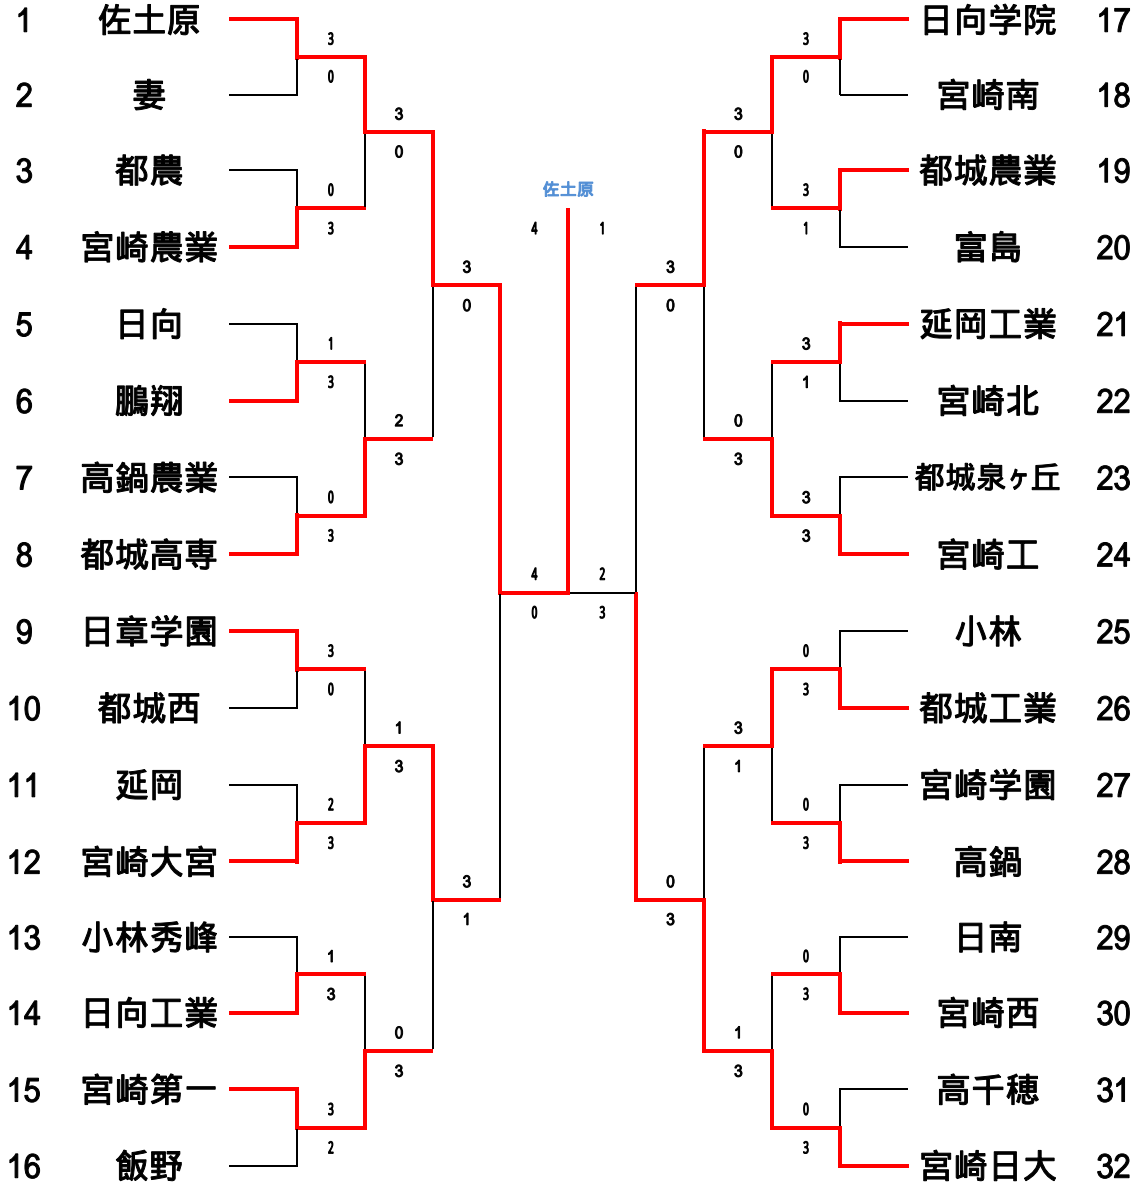 1 佐土原
2 妻
3 都農
4 宮崎農業
5 日向
6 鵬翔
7 高鍋農業
8 都城高専
9 日章学園
10 都城西
11 延岡
12 宮崎大宮
13 小林秀峰
14 日向工業
15 宮崎第一
16 飯野
3
0
0
3
1
3
0
3
3
0
2
3
1
3
3
2
3
0
2
3
1
3
0
3
3
0
3
1
4
0
佐土原
4 1
2
3
3
0
0
3
3
0
0
3
3
1
1
3
3
0
3
1
3
1
3
3
0
3
0
3
0
3
0
3
日向学院 17
宮崎南 18
都城農業 19
富島 20
延岡工業 21
宮崎北 22
都城泉ヶ丘 23
宮崎工 24
小林 25
都城工業 26
宮崎学園 27
高鍋 28
日南 29
宮崎西 30
高千穂 31
宮崎日大 32